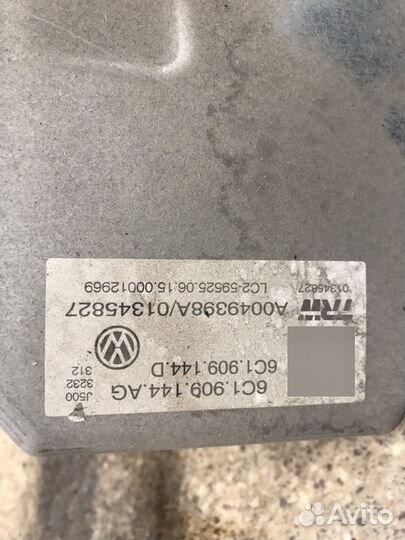 6C1.909.144.AG
6C1.909.144.D
J500
3232
312
A0049398A/01345827
LC2-59525.06.15.00012969
TRW
01345827
Avito